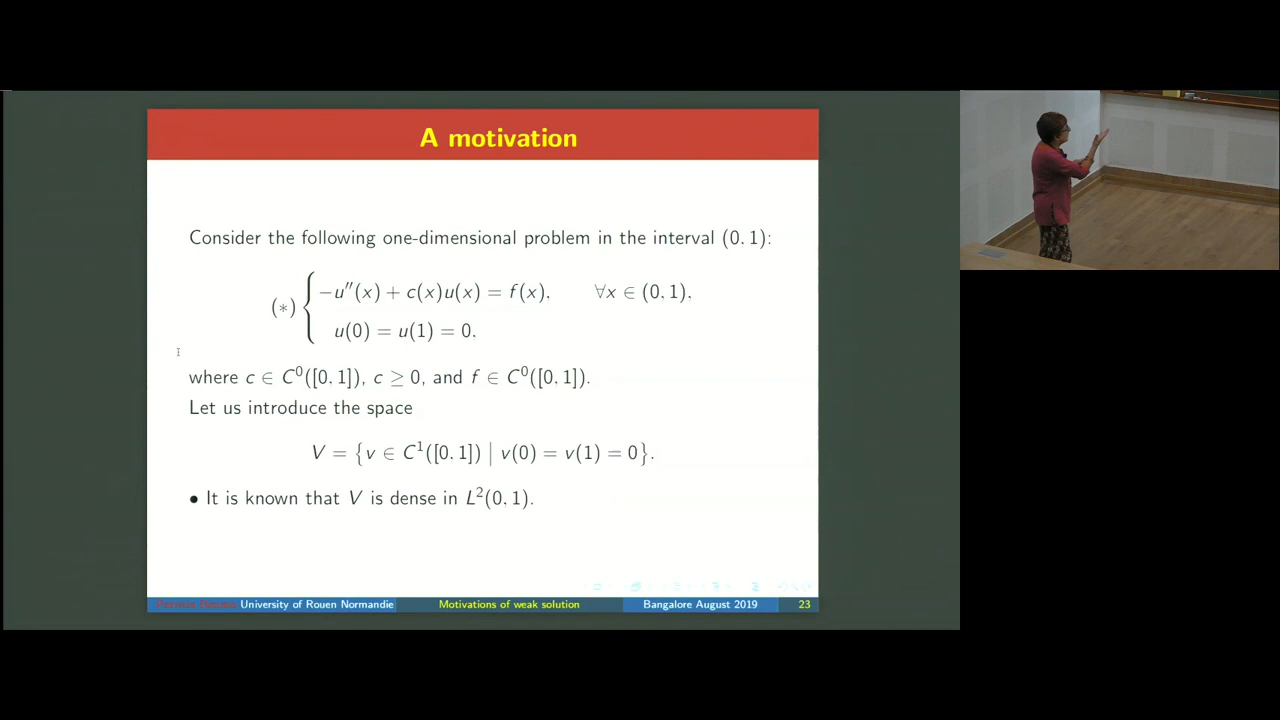 A motivation
Consider the following one-dimensional problem in the interval (0, 1):
(∗) { −u″(x) + c(x)u(x) = f(x), ∀x ∈ (0, 1),
u(0) = u(1) = 0,
where c ∈ C⁰([0, 1]), c ≥ 0, and f ∈ C⁰([0, 1]).
Let us introduce the space
V = {v ∈ C¹([0, 1]) | v(0) = v(1) = 0}.
• It is known that V is dense in L²(0, 1).
University of Rouen Normandie Motivations of weak solution Bangalore August 2019 23